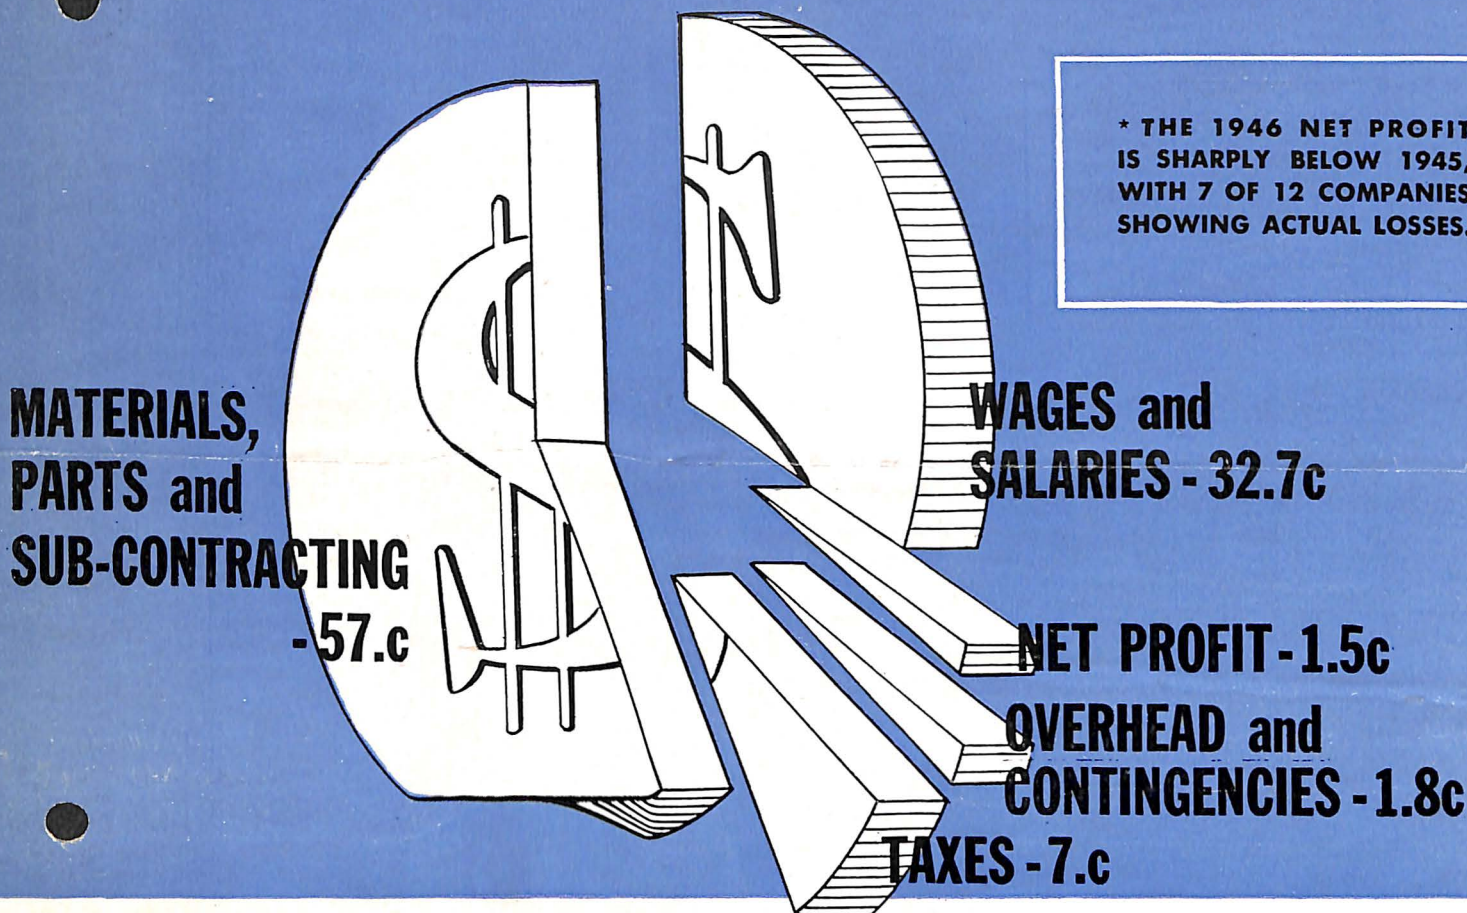 * THE 1946 NET PROFIT
IS SHARPLY BELOW 1945,
WITH 7 OF 12 COMPANIES
SHOWING ACTUAL LOSSES.
MATERIALS,
PARTS and
SUB-CONTRACTING
- 57.c
WAGES and
SALARIES - 32.7c
NET PROFIT - 1.5c
OVERHEAD and
CONTINGENCIES - 1.8c
TAXES - 7.c